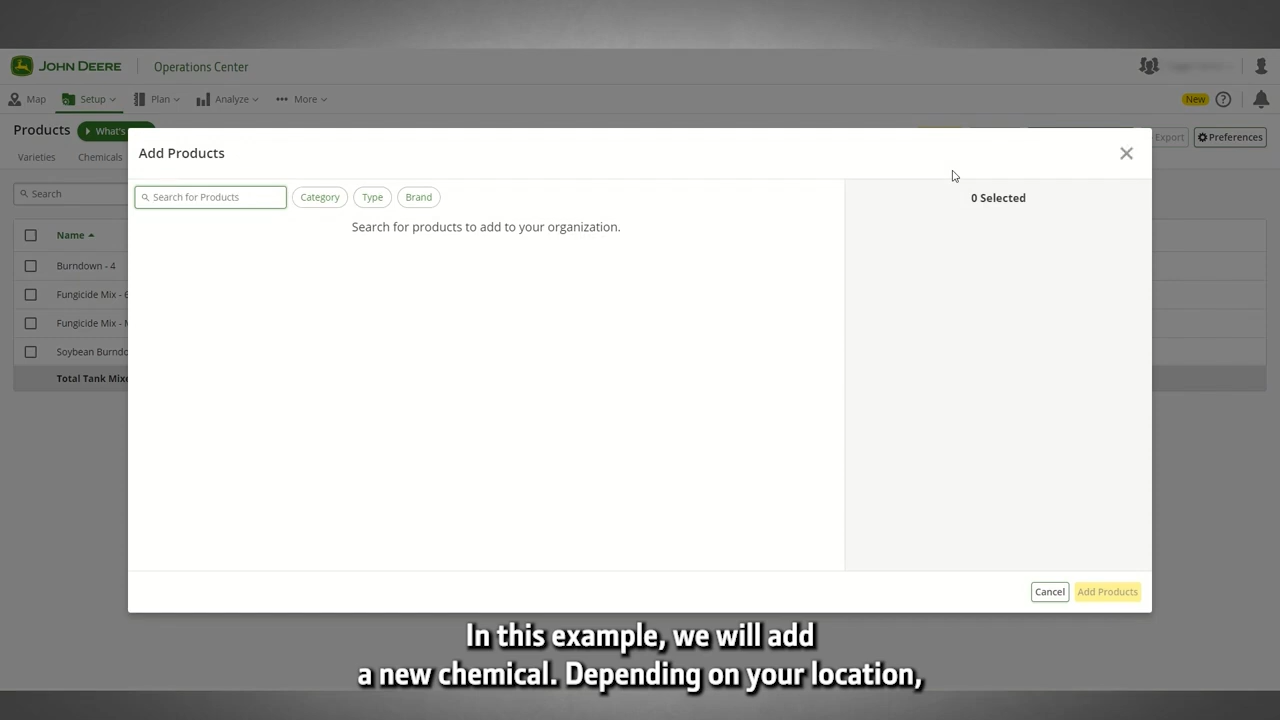 JOHN DEERE
Operations Center
Map
Setup
Plan
Analyze
More
New
Products
What's
Export
Preferences
Varieties
Chemicals
Search
Name
Burndown - 4
Fungicide Mix - 6
Fungicide Mix -
Soybean Burndo
Total Tank Mixe
Add Products
Search for Products
Category
Type
Brand
0 Selected
Search for products to add to your organization.
Cancel
Add Products
In this example, we will add
a new chemical. Depending on your location,